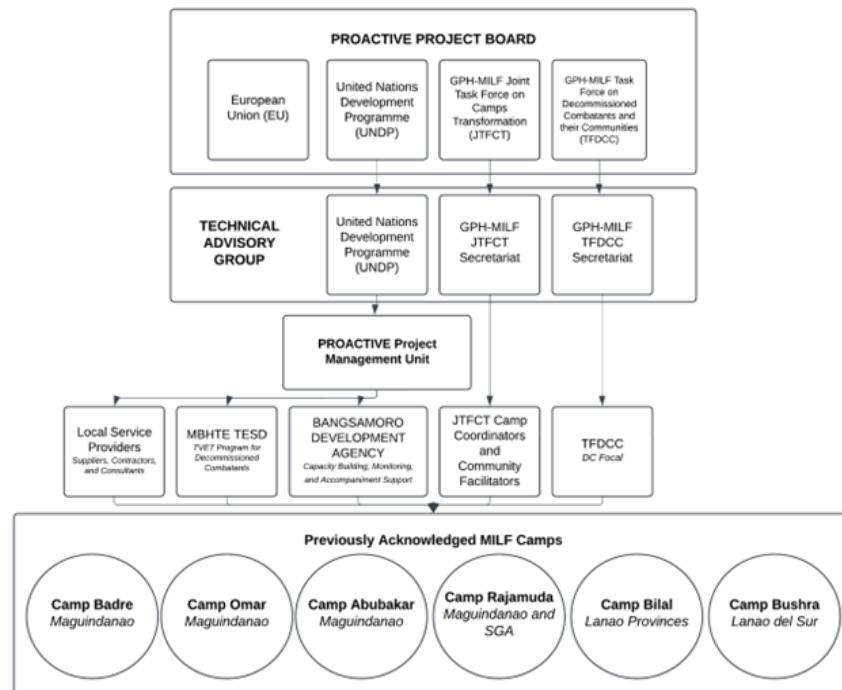 PROACTIVE PROJECT BOARD
European
Union (EU)
United Nations
Development
Programme
(UNDP)
GPH-MILF Joint
Task Force on
Camps
Transformation
(JTFCT)
GPH-MILF Task
Force on
Decommissioned
Combatants and
their Communities
(TFDCC)
TECHNICAL
ADVISORY
GROUP
United Nations
Development
Programme
(UNDP)
GPH-MILF
JTFCT
Secretariat
GPH-MILF
TFDCC
Secretariat
PROACTIVE Project
Management Unit
Local Service
Providers
Suppliers, Contractors,
and Consultants
MBHTE TESD
TVET Program for
Decommissioned
Combatants
BANGSAMORO
DEVELOPMENT
AGENCY
Capacity Building, Monitoring,
and Accompaniment Support
JTFCT Camp
Coordinators
and
Community
Facilitators
TFDCC
DC Focal
Previously Acknowledged MILF Camps
Camp Badre
Maguindanao
Camp Omar
Maguindanao
Camp Abubakar
Maguindanao
Camp Rajamuda
Maguindanao and
SGA
Camp Bilal
Lanao Provinces
Camp Bushra
Lanao del Sur